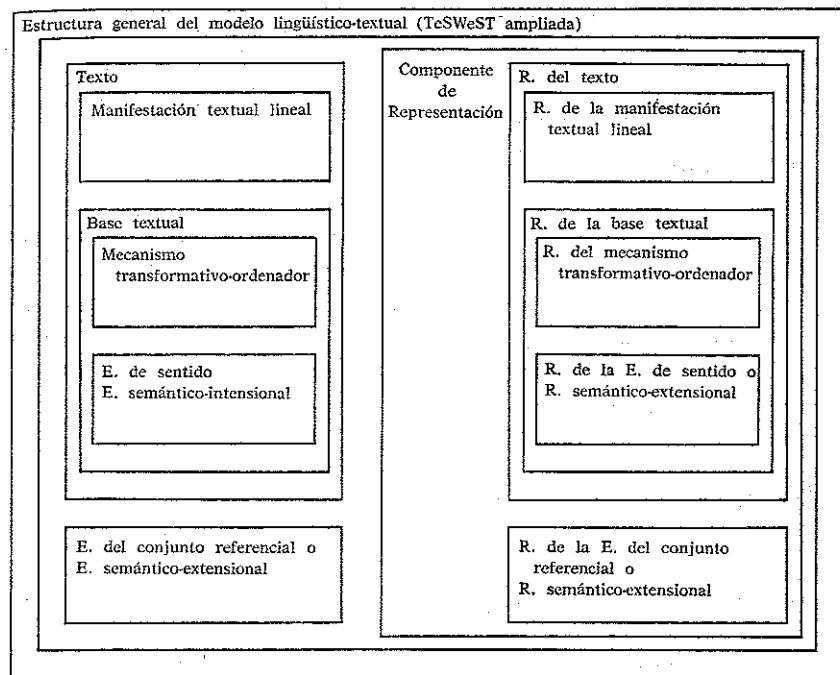 Estructura general del modelo lingüístico-textual (TeSWeST ampliada)
Texto
Manifestación textual lineal
Base textual
Mecanismo
transformativo-ordenador
E. de sentido
E. semántico-intensional
E. del conjunto referencial o
E. semántico-extensional
Componente
de
Representación
R. del texto
R. de la manifestación
textual lineal
R. de la base textual
R. del mecanismo
transformativo-ordenador
R. de la E. de sentido o
R. semántico-extensional
R. de la E. del conjunto
referencial o
R. semántico-extensional